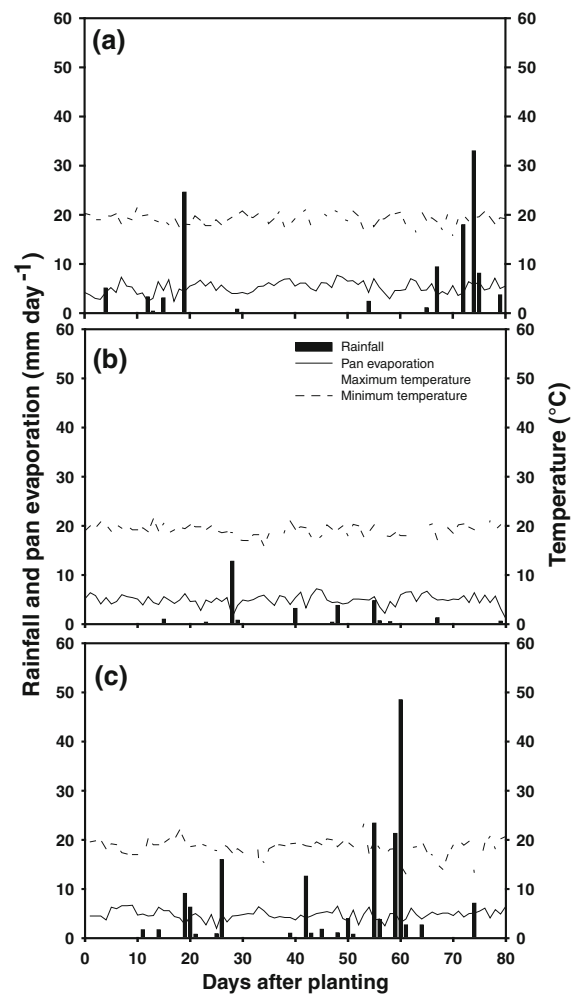 (a)
60 60
50 50
40 40
30 30
20 20
10 10
0 0
(b)
Rainfall
Pan evaporation
Maximum temperature
Minimum temperature
60 60
50 50
40 40
30 30
20 20
10 10
0 0
(c)
60 60
50 50
40 40
30 30
20 20
10 10
0 0
0 10 20 30 40 50 60 70 80
Days after planting
Rainfall and pan evaporation (mm day -1)
Temperature (°C)